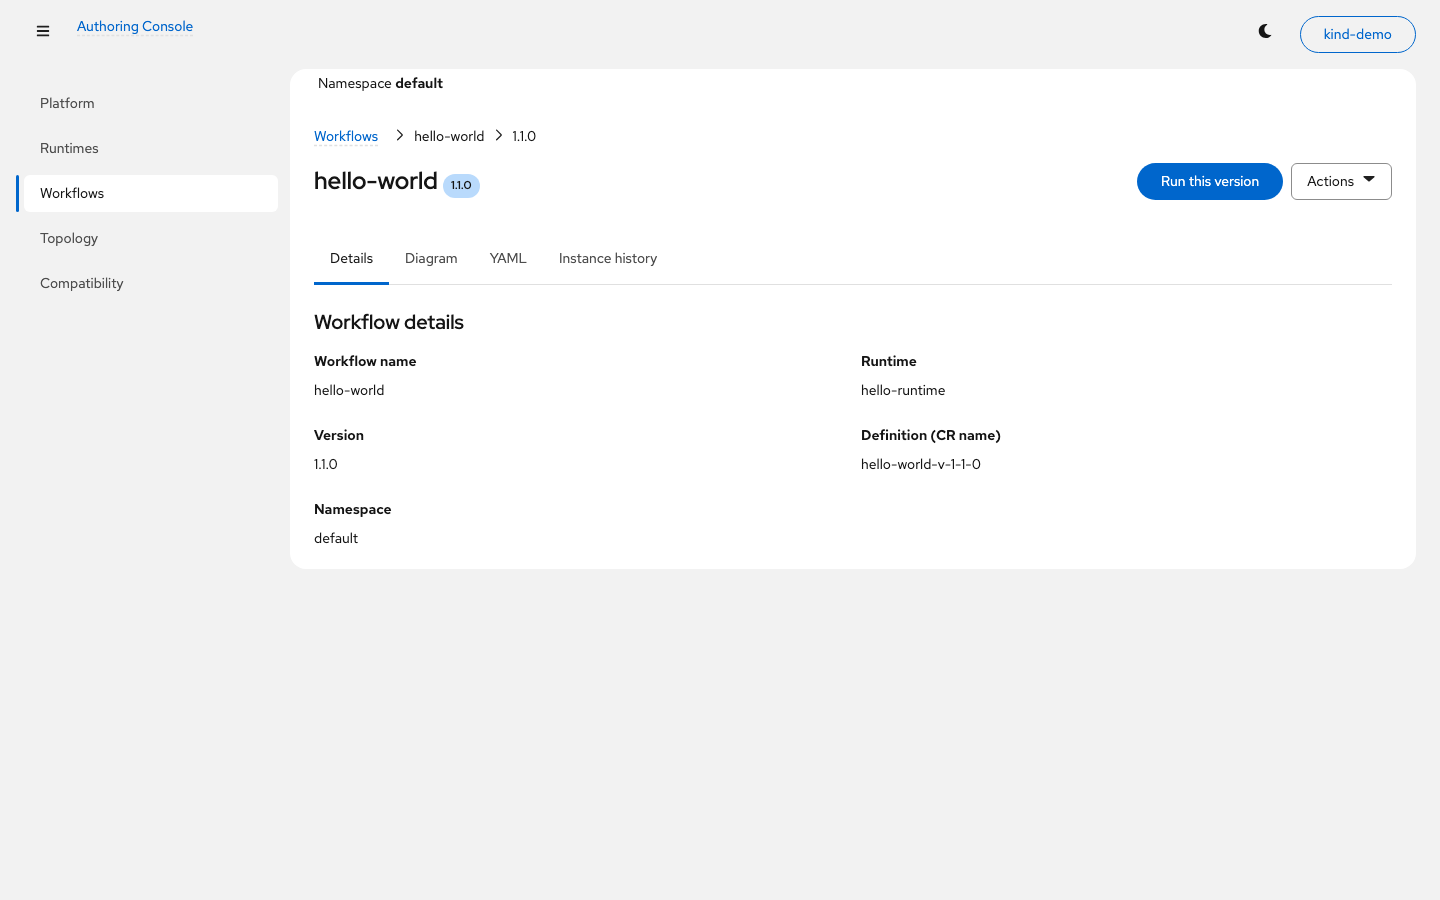 Authoring Console
kind-demo
Platform
Runtimes
Workflows
Topology
Compatibility
Namespace default
Workflows > hello-world > 1.1.0
hello-world 1.1.0
Run this version
Actions
Details Diagram YAML Instance history
Workflow details
Workflow name
hello-world
Runtime
hello-runtime
Version
1.1.0
Definition (CR name)
hello-world-v-1-1-0
Namespace
default